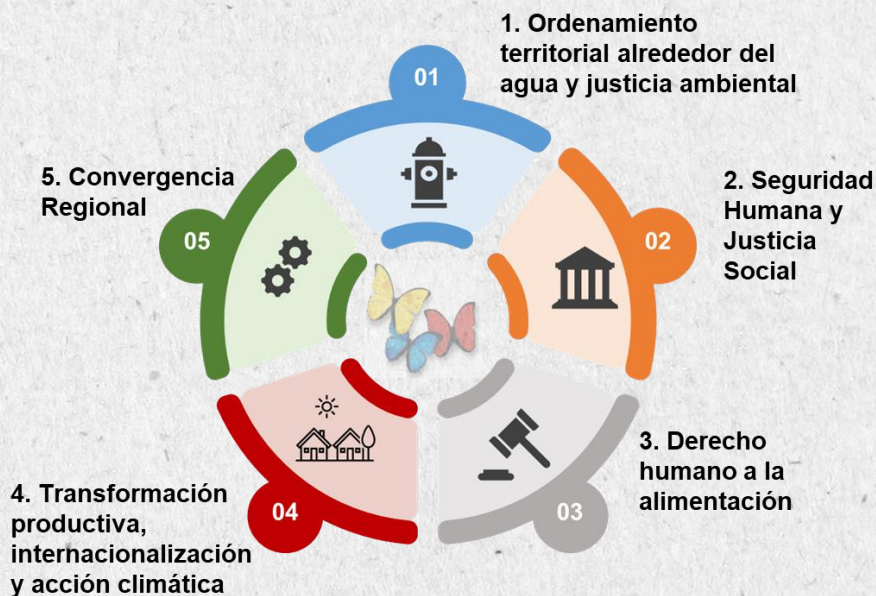 1. Ordenamiento
territorial alrededor del
agua y justicia ambiental
01
2. Seguridad
Humana y
Justicia
Social
02
3. Derecho
humano a la
alimentación
03
4. Transformación
productiva,
internacionalización
y acción climática
04
5. Convergencia
Regional
05